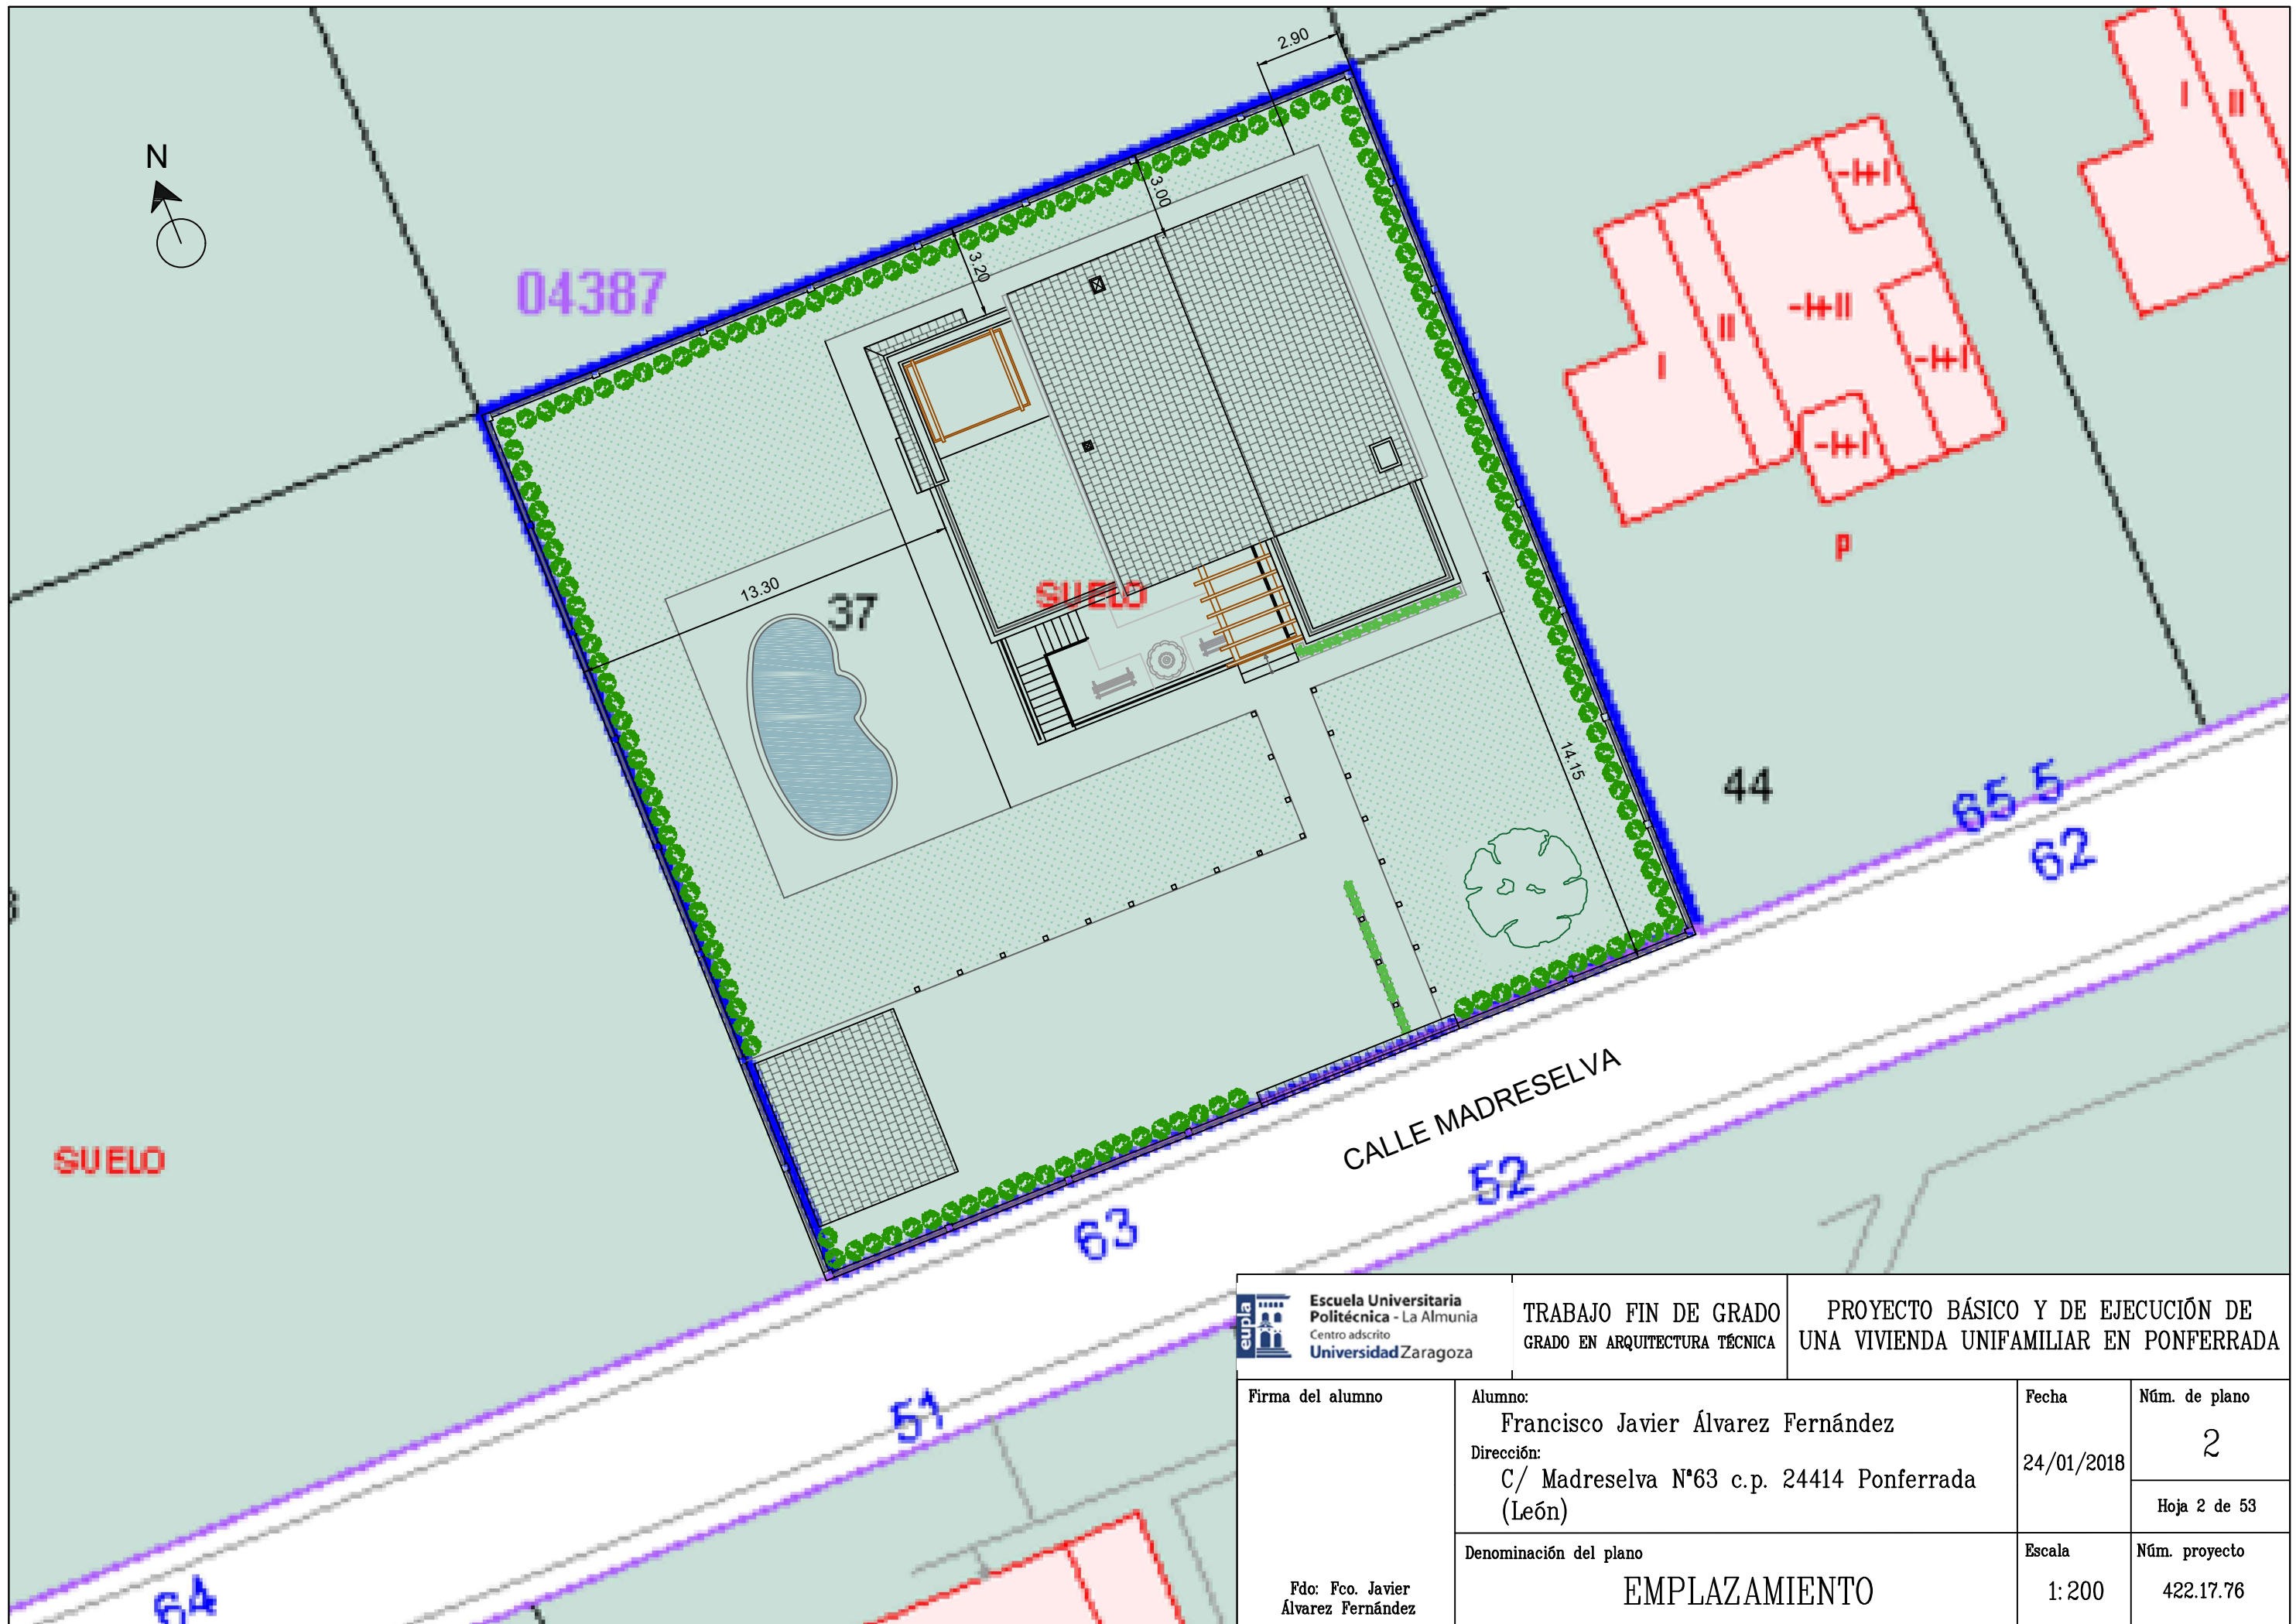 2.90
N
3.00
3.20
04387
I
II
-I+I
I
II
-I+II
-I+I
-I+I
P
13.30
37
SUELO
14.15
44
65 5
62
SUELO
CALLE MADRESELVA
52
63
51
64
eupla
Escuela Universitaria
Politécnica - La Almunia
Centro adscrito
Universidad Zaragoza
TRABAJO FIN DE GRADO
GRADO EN ARQUITECTURA TÉCNICA
PROYECTO BÁSICO Y DE EJECUCIÓN DE
UNA VIVIENDA UNIFAMILIAR EN PONFERRADA
Firma del alumno
Fdo: Fco. Javier
Álvarez Fernández
Alumno:
Francisco Javier Álvarez Fernández
Dirección:
C/ Madreselva Nª63 c.p. 24414 Ponferrada
(León)
Fecha
24/01/2018
Núm. de plano
2
Hoja 2 de 53
Denominación del plano
EMPLAZAMIENTO
Escala
1:200
Núm. proyecto
422.17.76